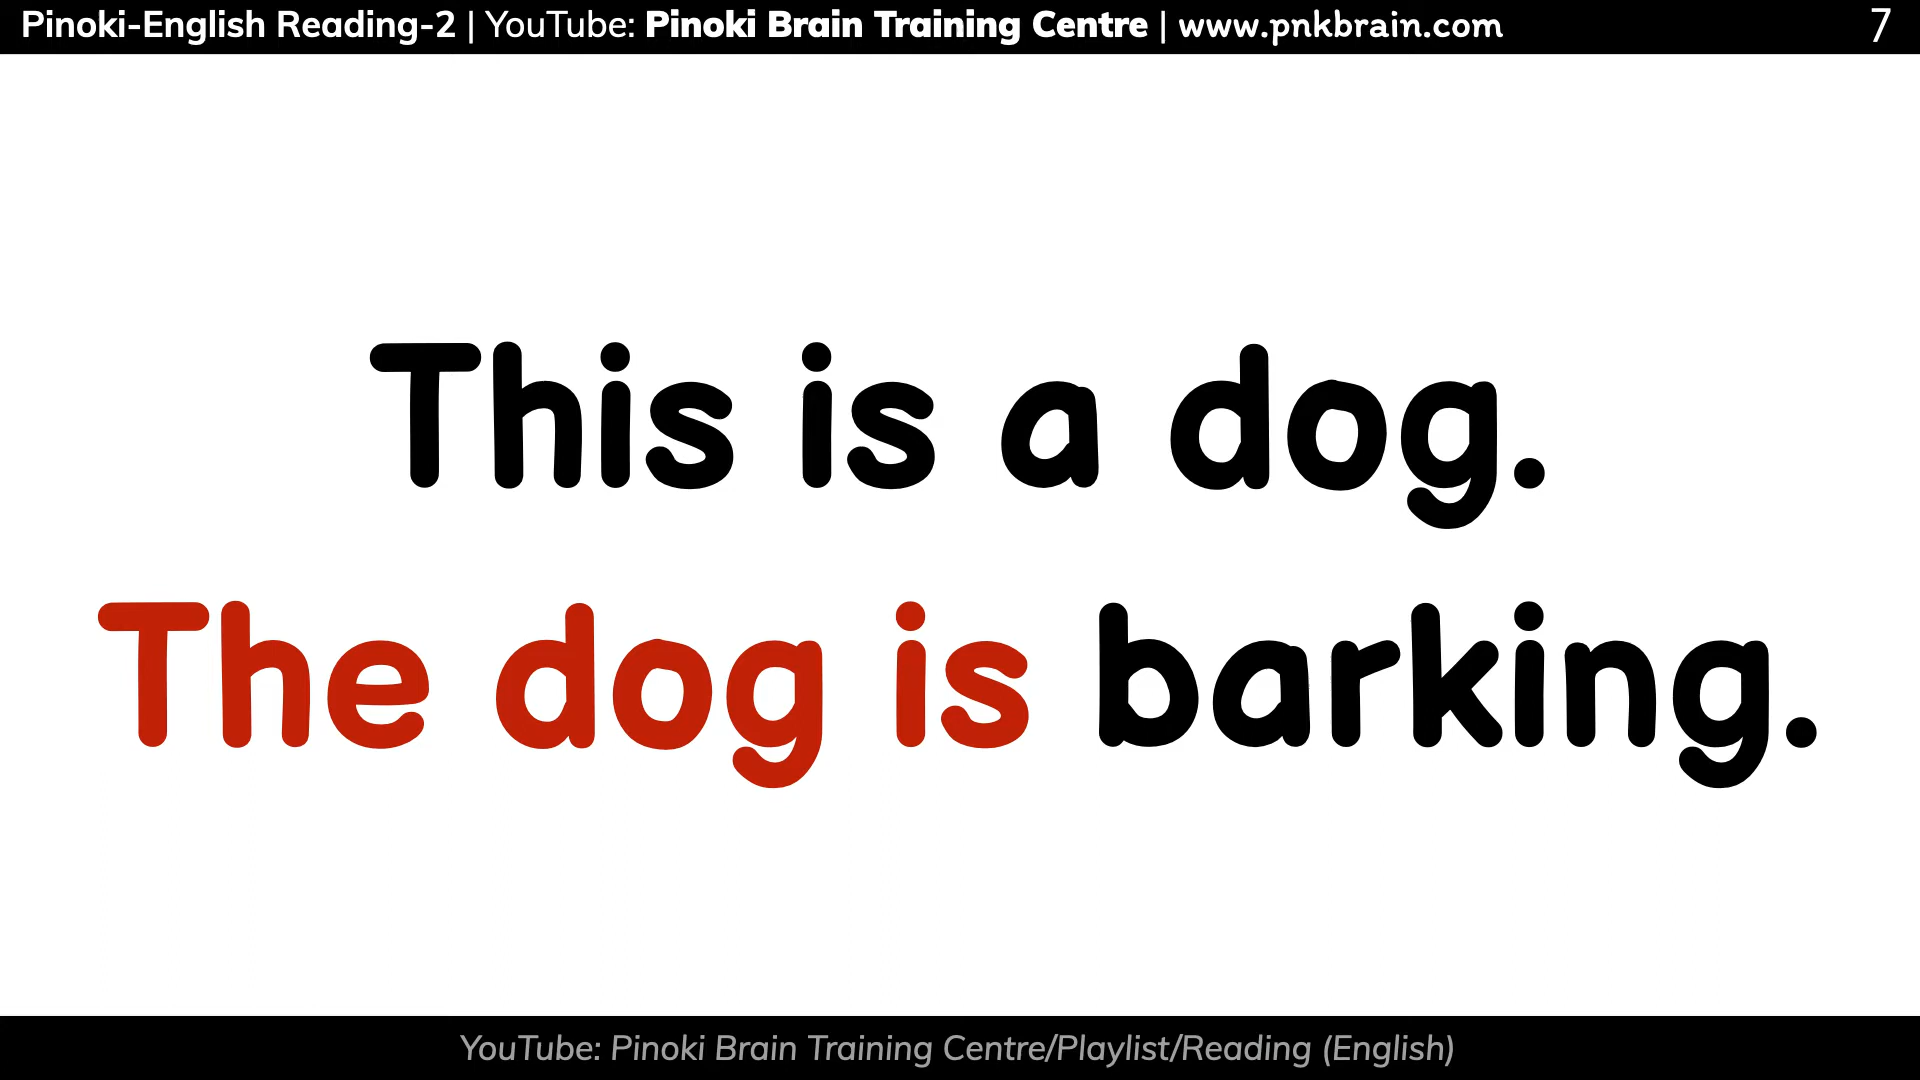 Pinoki-English Reading-2 | YouTube: Pinoki Brain Training Centre | www.pnkbrain.com 7
This is a dog.
The dog is barking.
YouTube: Pinoki Brain Training Centre/Playlist/Reading (English)